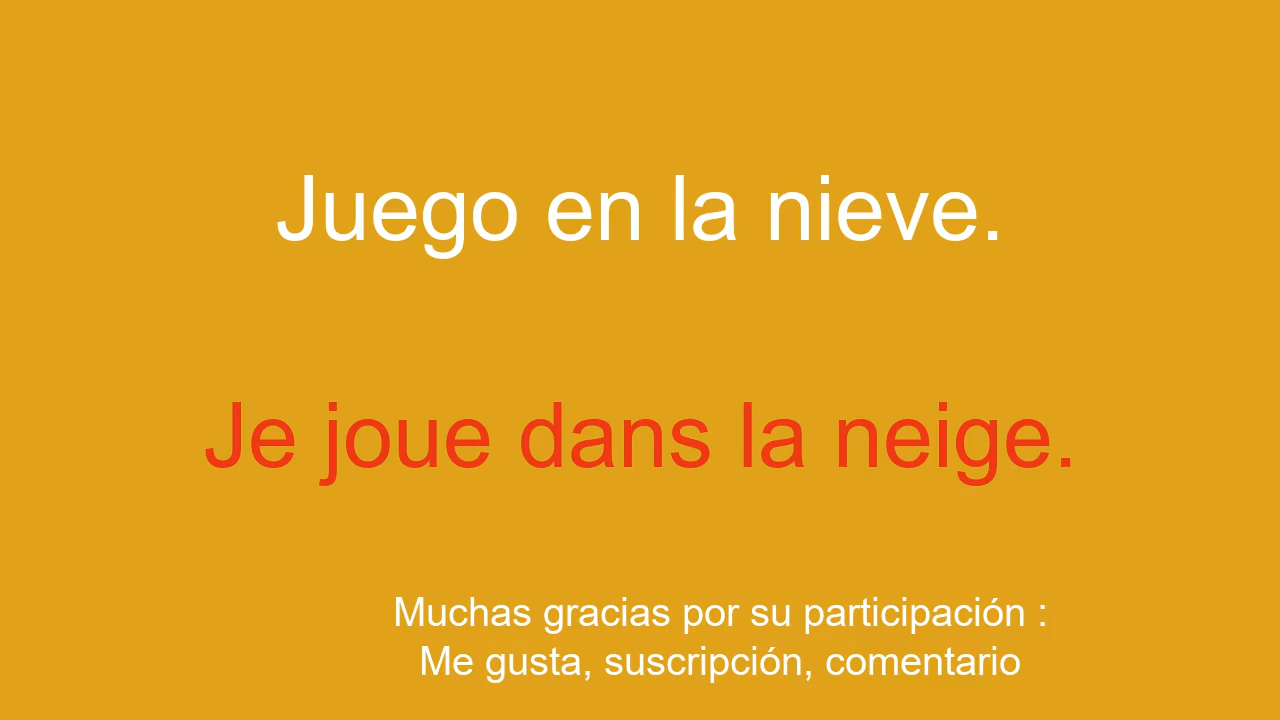 Juego en la nieve.
Je joue dans la neige.
Muchas gracias por su participación :
Me gusta, suscripción, comentario